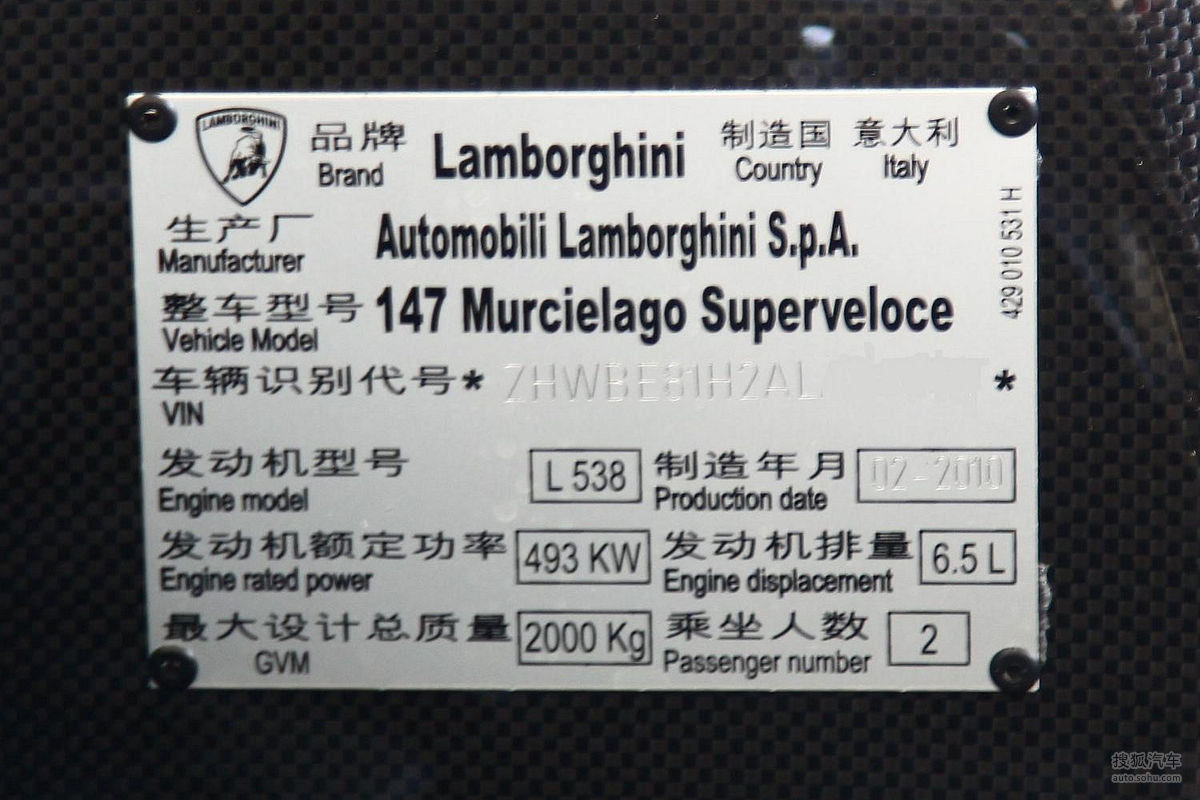 LAMBORGHINI
品牌 Lamborghini 制造国 意大利
Brand Country Italy
生产厂 Automobili Lamborghini S.p.A.
Manufacturer
429 010 531 H
整车型号 147 Murcielago Superveloce
Vehicle Model
车辆识别代号* ZHWBE81H2AL *
VIN
发动机型号 L 538 制造年月 02-2010
Engine model Production date
发动机额定功率 493 KW 发动机排量 6.5 L
Engine rated power Engine displacement
最大设计总质量 2000 Kg 乘坐人数 2
GVM Passenger number
搜狐汽车
auto.sohu.com